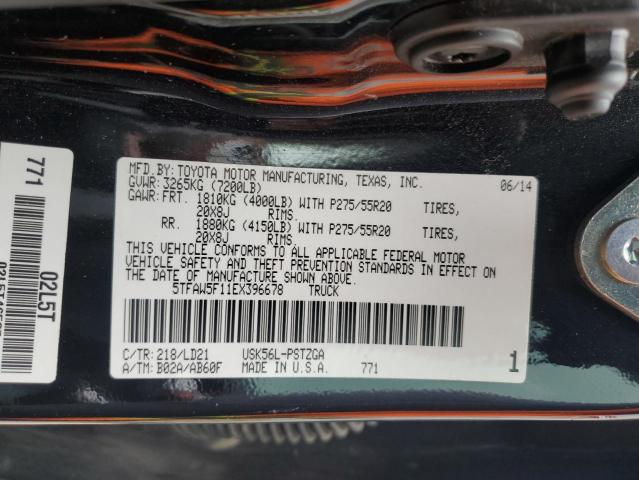 MFD.BY: TOYOTA MOTOR MANUFACTURING, TEXAS, INC. 06/14
GVWR: 3265KG (7200LB)
GAWR: FRT. 1810KG (4000LB) WITH P275/55R20 TIRES,
20X8J RIMS.
RR. 1880KG (4150LB) WITH P275/55R20 TIRES,
20X8J RIMS.
THIS VEHICLE CONFORMS TO ALL APPLICABLE FEDERAL MOTOR
VEHICLE SAFETY AND THEFT PREVENTION STANDARDS IN EFFECT ON
THE DATE OF MANUFACTURE SHOWN ABOVE.
5TFAW5F11EX396678 TRUCK
C/TR: 218/LD21 USK56L-PSTZGA
A/TM: B02A/AB60F MADE IN U.S.A. 771 1
771
02L5T